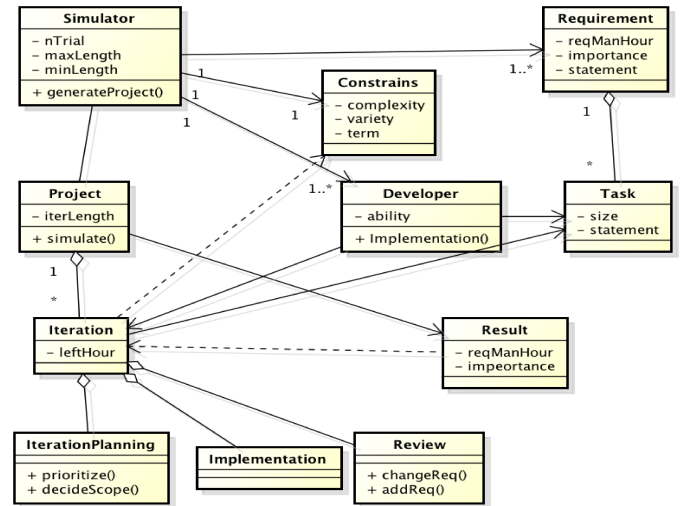 Simulator
- nTrial
- maxLength
- minLength
+ generateProject()
Requirement
- reqManHour
- importance
- statement
1..*
1
1
1
1
Constrains
- complexity
- variety
- term
1
*
1..*
Project
- iterLength
+ simulate()
Developer
- ability
+ Implementation()
Task
- size
- statement
1
*
Iteration
- leftHour
Result
- reqManHour
- impeortance
IterationPlanning
+ prioritize()
+ decideScope()
Implementation
Review
+ changeReq()
+ addReq()